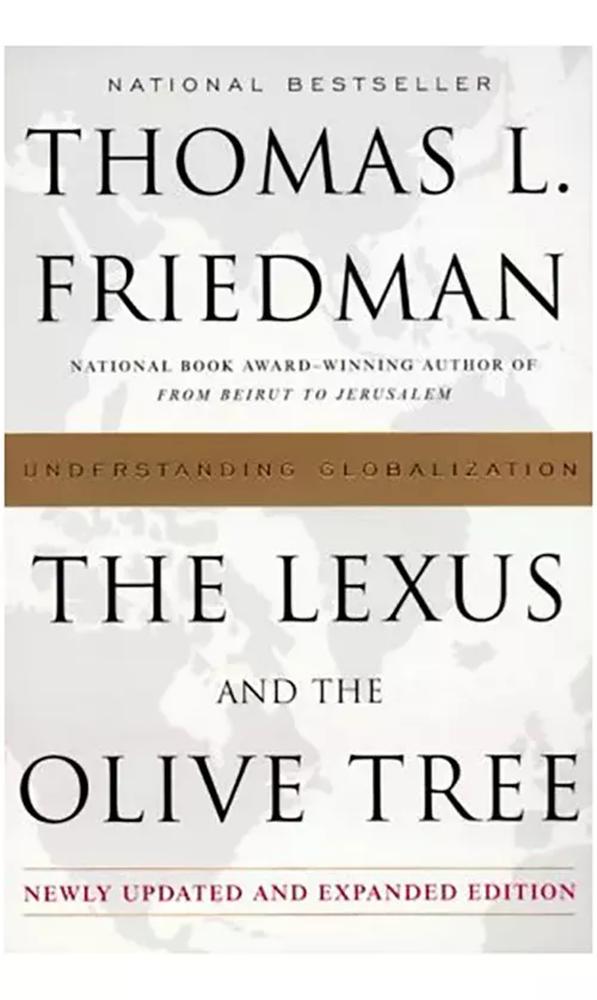 NATIONAL BESTSELLER
THOMAS L.
FRIEDMAN
NATIONAL BOOK AWARD–WINNING AUTHOR OF
FROM BEIRUT TO JERUSALEM
UNDERSTANDING GLOBALIZATION
THE LEXUS
AND THE
OLIVE TREE
NEWLY UPDATED AND EXPANDED EDITION